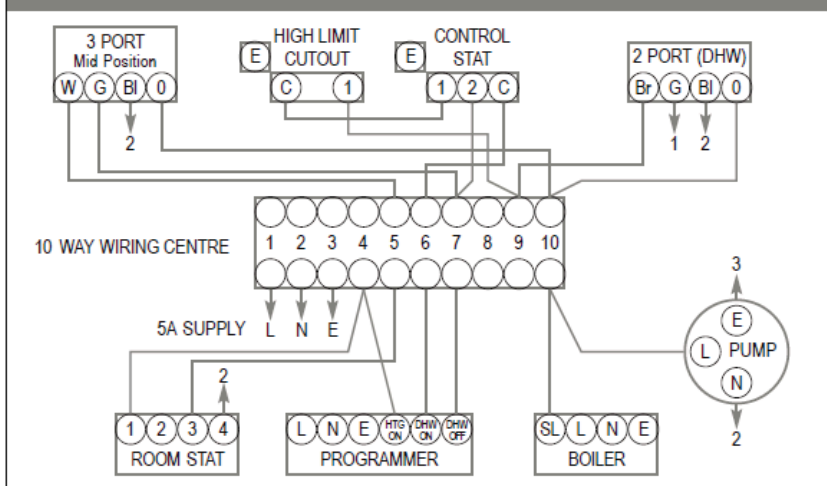 3 PORT
Mid Position
W G Bl 0
2
E
HIGH LIMIT
CUTOUT
C 1
E
CONTROL
STAT
1 2 C
2 PORT (DHW)
Br G Bl 0
1 2
10 WAY WIRING CENTRE
1 2 3 4 5 6 7 8 9 10
5A SUPPLY L N E
3
E
L PUMP
N
2
2
1 2 3 4
ROOM STAT
L N E HTG ON DHW ON DHW OFF
PROGRAMMER
SL L N E
BOILER